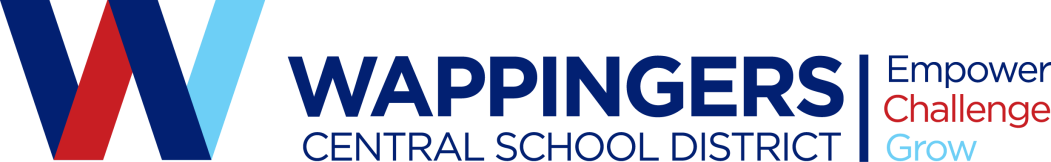 WAPPINGERS
CENTRAL SCHOOL DISTRICT
Empower
Challenge
Grow